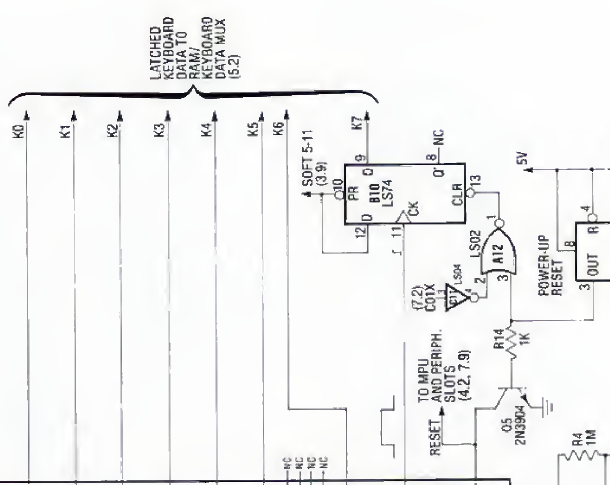 LATCHED
KEYBOARD
DATA TO
RAM/
KEYBOARD
DATA MUX
(5.2)
K0
K1
K2
K3
K4
K5
K6
K7
SOFT 5-11
(3.9)
10
PR
9
Q
B10
LS74
8
Q'
NC
12
D
11
CK
CLR
13
LS02
1
A12
2
3
(7.2)
C01X
3
C11
4
LS04
5V
POWER-UP
RESET
8
4
R
3
OUT
R14
1K
TO MPU
AND PERIPH.
SLOTS
(4.2, 7.9)
RESET
Q5
2N3904
R4
1M
NC
NC
NC
NC